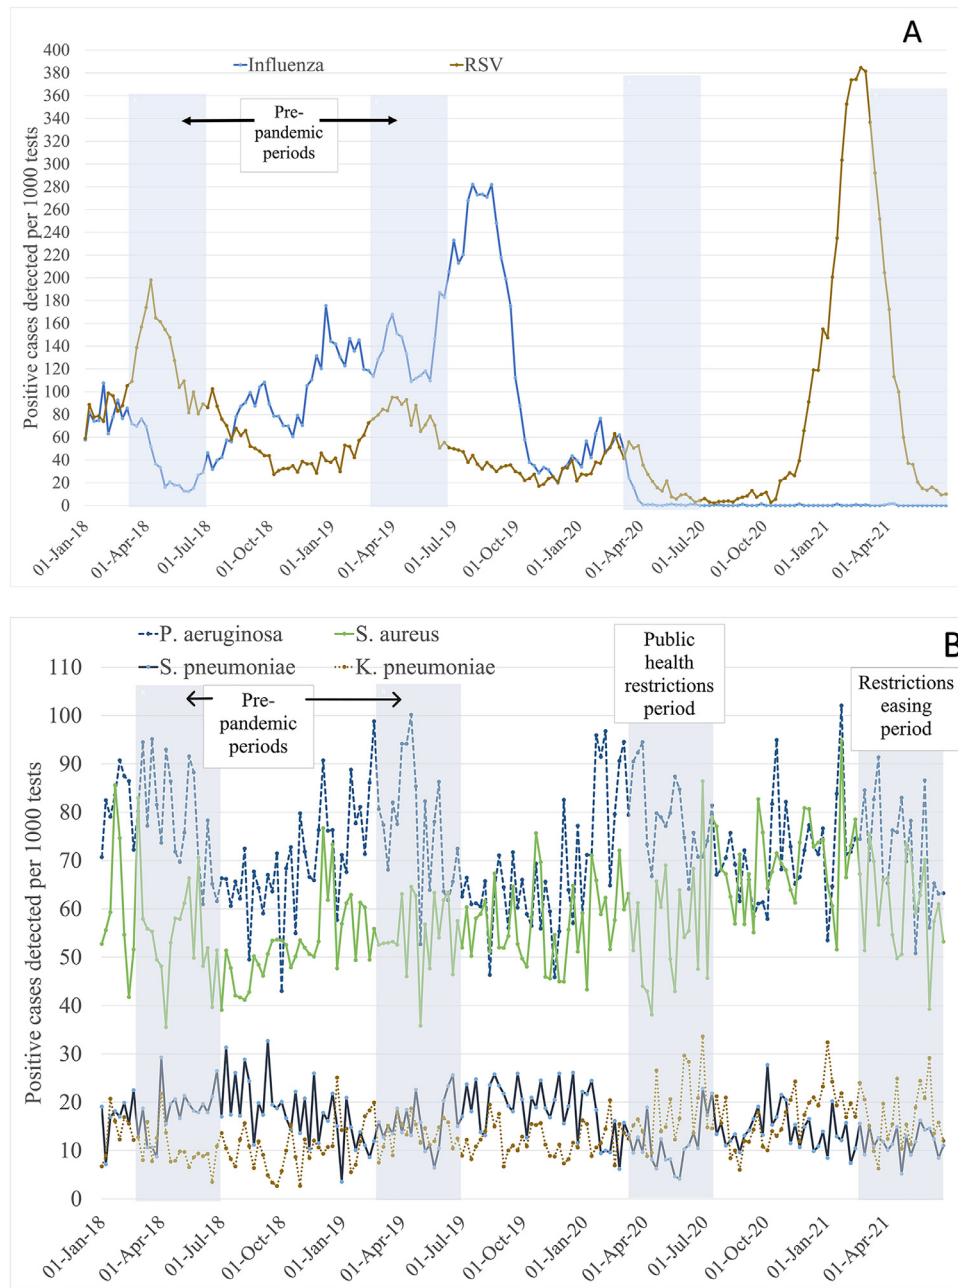 A
Influenza
RSV
Positive cases detected per 1000 tests
400
380
360
340
320
300
280
260
240
220
200
180
160
140
120
100
80
60
40
20
0
Pre-
pandemic
periods
01-Jan-18
01-Apr-18
01-Jul-18
01-Oct-18
01-Jan-19
01-Apr-19
01-Jul-19
01-Oct-19
01-Jan-20
01-Apr-20
01-Jul-20
01-Oct-20
01-Jan-21
01-Apr-21
B
P. aeruginosa
S. aureus
S. pneumoniae
K. pneumoniae
Positive cases detected per 1000 tests
110
100
90
80
70
60
50
40
30
20
10
0
Pre-
pandemic
periods
Public
health
restrictions
period
Restrictions
easing
period
01-Jan-18
01-Apr-18
01-Jul-18
01-Oct-18
01-Jan-19
01-Apr-19
01-Jul-19
01-Oct-19
01-Jan-20
01-Apr-20
01-Jul-20
01-Oct-20
01-Jan-21
01-Apr-21